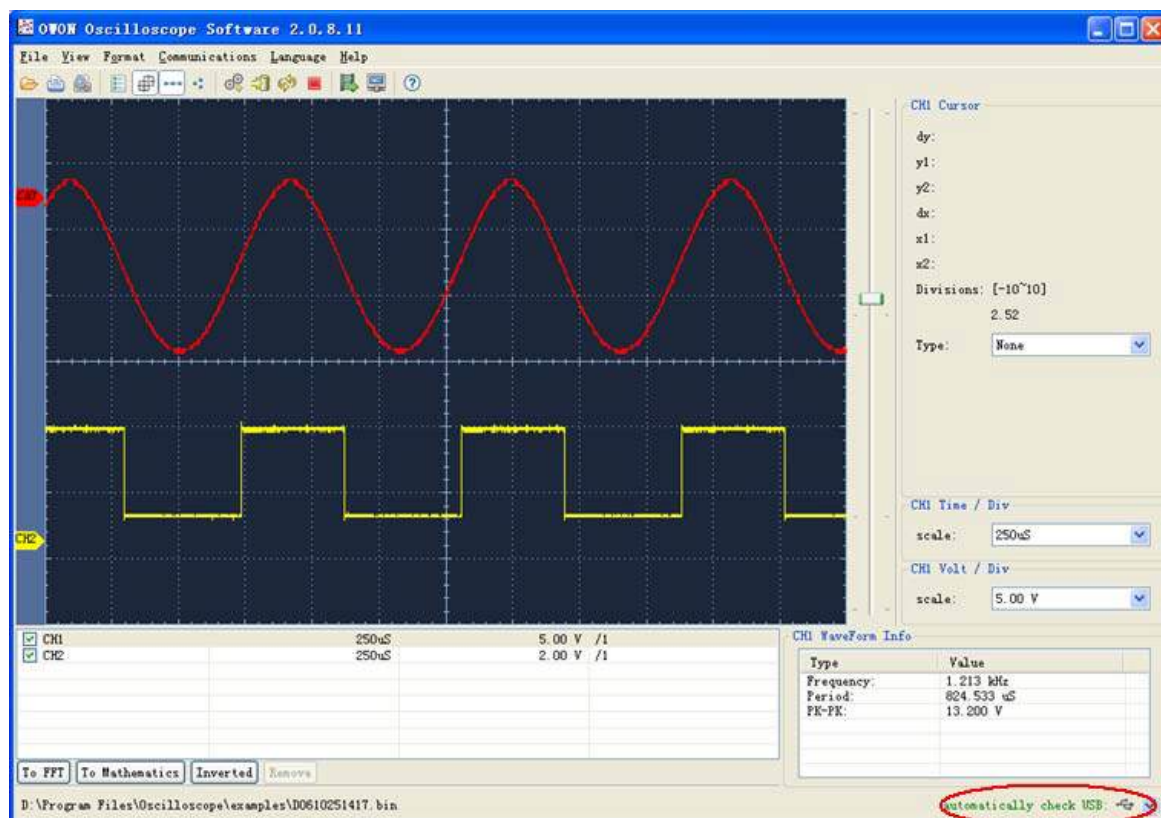 OWON Oscilloscope Software 2.0.8.11
File View Format Communications Language Help
CH1
CH2
CH1 Cursor
dy:
y1:
y2:
dx:
x1:
x2:
Divisions: [-10~10]
2.52
Type: None
CH1 Time / Div
scale: 250uS
CH1 Volt / Div
scale: 5.00 V
CH1 250uS 5.00 V /1
CH2 250uS 2.00 V /1
CH1 WaveForm Info
Type Value
Frequency: 1.213 kHz
Period: 824.533 uS
PK-PK: 13.200 V
To FFT To Mathematics Inverted Remove
D:\Program Files\Oscilloscope\examples\D0610251417.bin
automatically check USB: